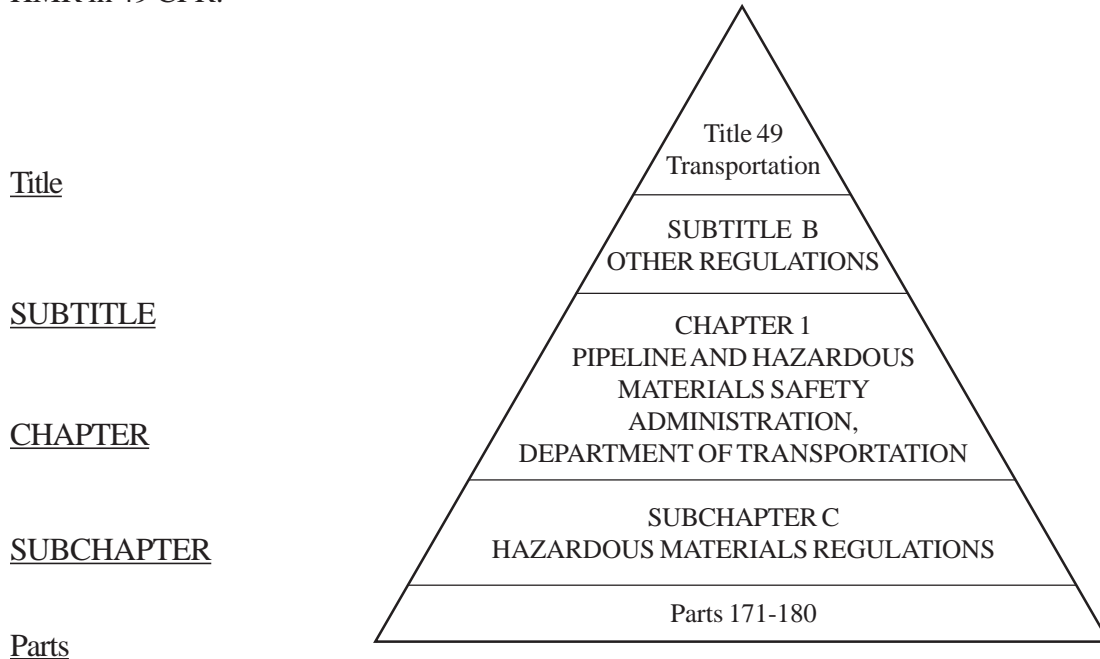 HMR in 49 CFR.
Title 49
Transportation
Title
SUBTITLE B
OTHER REGULATIONS
SUBTITLE
CHAPTER 1
PIPELINE AND HAZARDOUS
MATERIALS SAFETY
ADMINISTRATION,
DEPARTMENT OF TRANSPORTATION
CHAPTER
SUBCHAPTER C
HAZARDOUS MATERIALS REGULATIONS
SUBCHAPTER
Parts 171-180
Parts